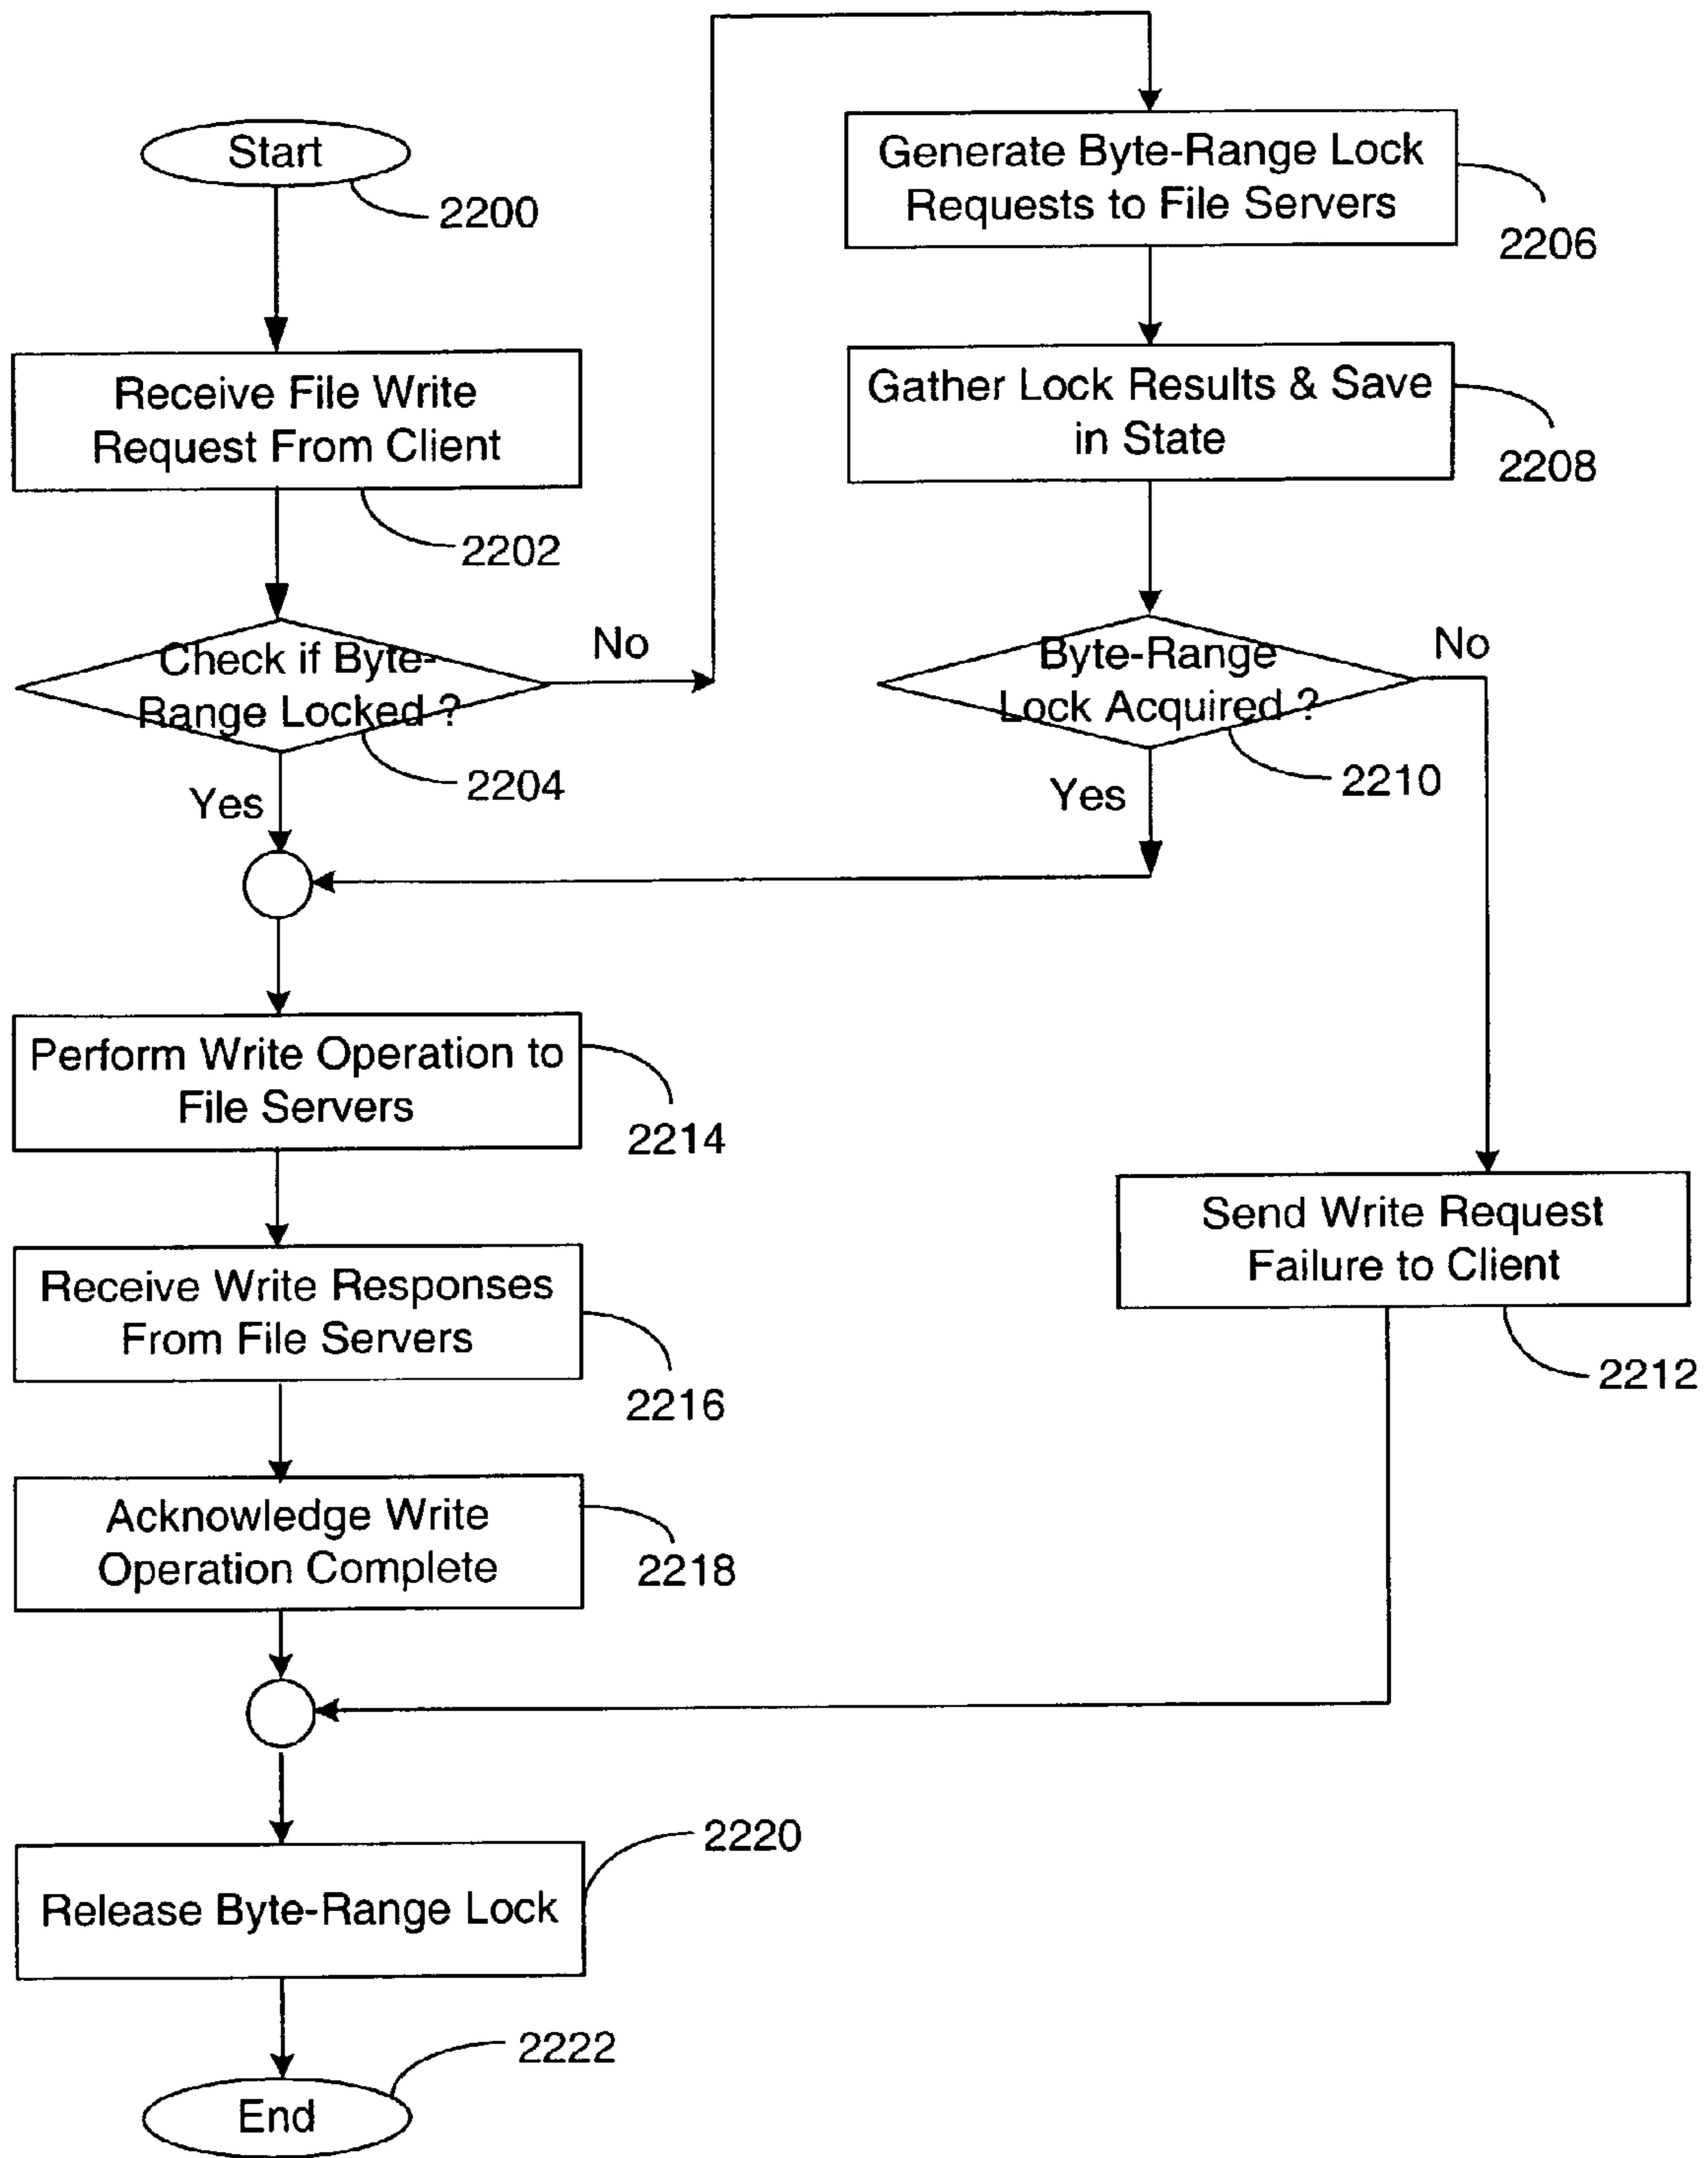 Start
2200
Receive File Write
Request From Client
2202
Check if Byte-
Range Locked ?
No
2204
Yes
Generate Byte-Range Lock
Requests to File Servers
2206
Gather Lock Results & Save
in State
2208
Byte-Range
Lock Acquired ?
No
2210
Yes
Perform Write Operation to
File Servers
2214
Send Write Request
Failure to Client
2212
Receive Write Responses
From File Servers
2216
Acknowledge Write
Operation Complete
2218
Release Byte-Range Lock
2220
End
2222